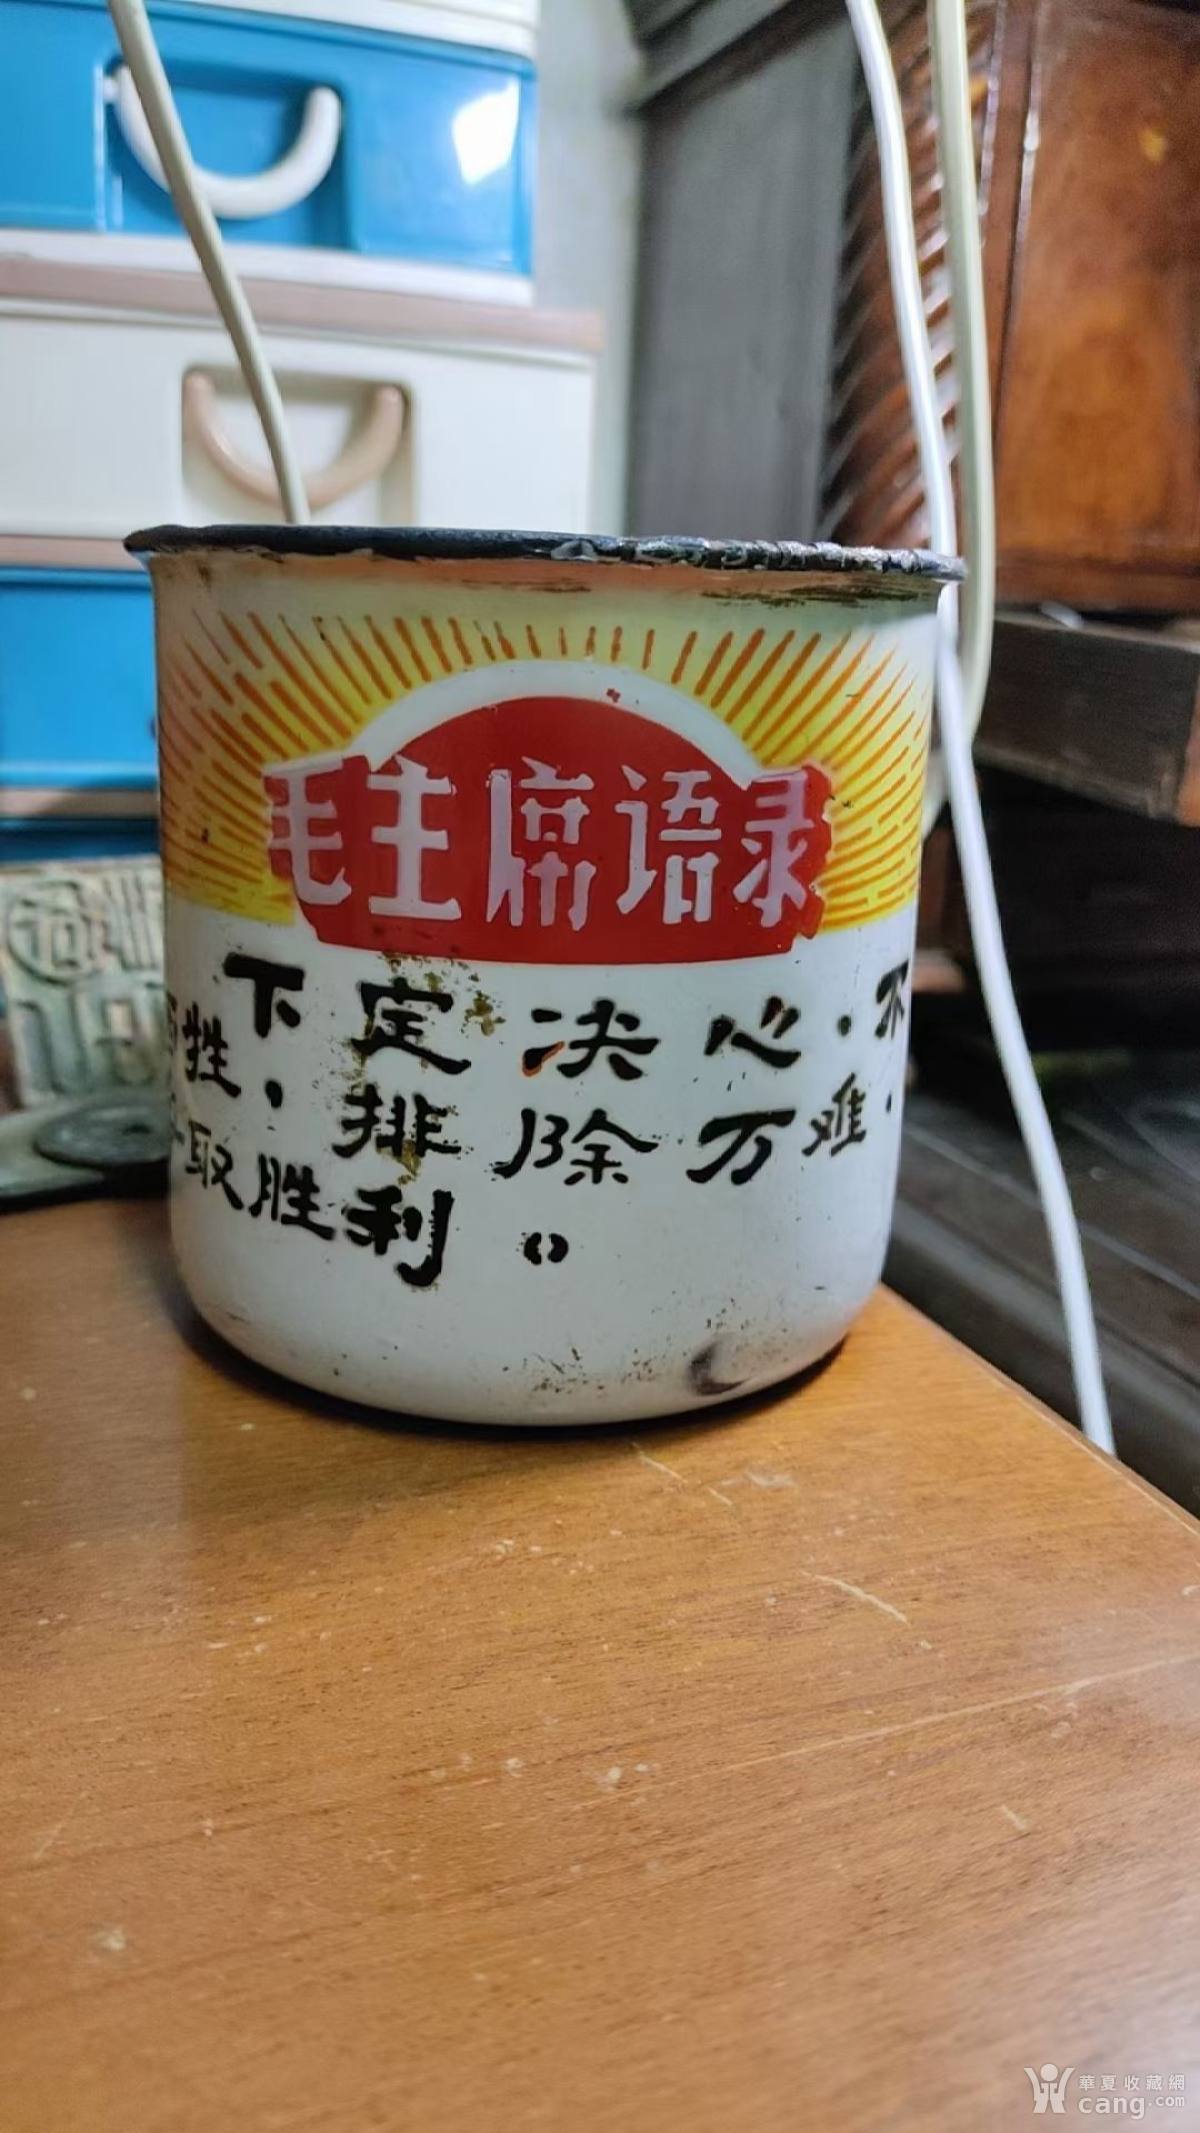 毛主席语录
下定决心，不
牲，排除万难，
取胜利。
華夏收藏網
cang.com